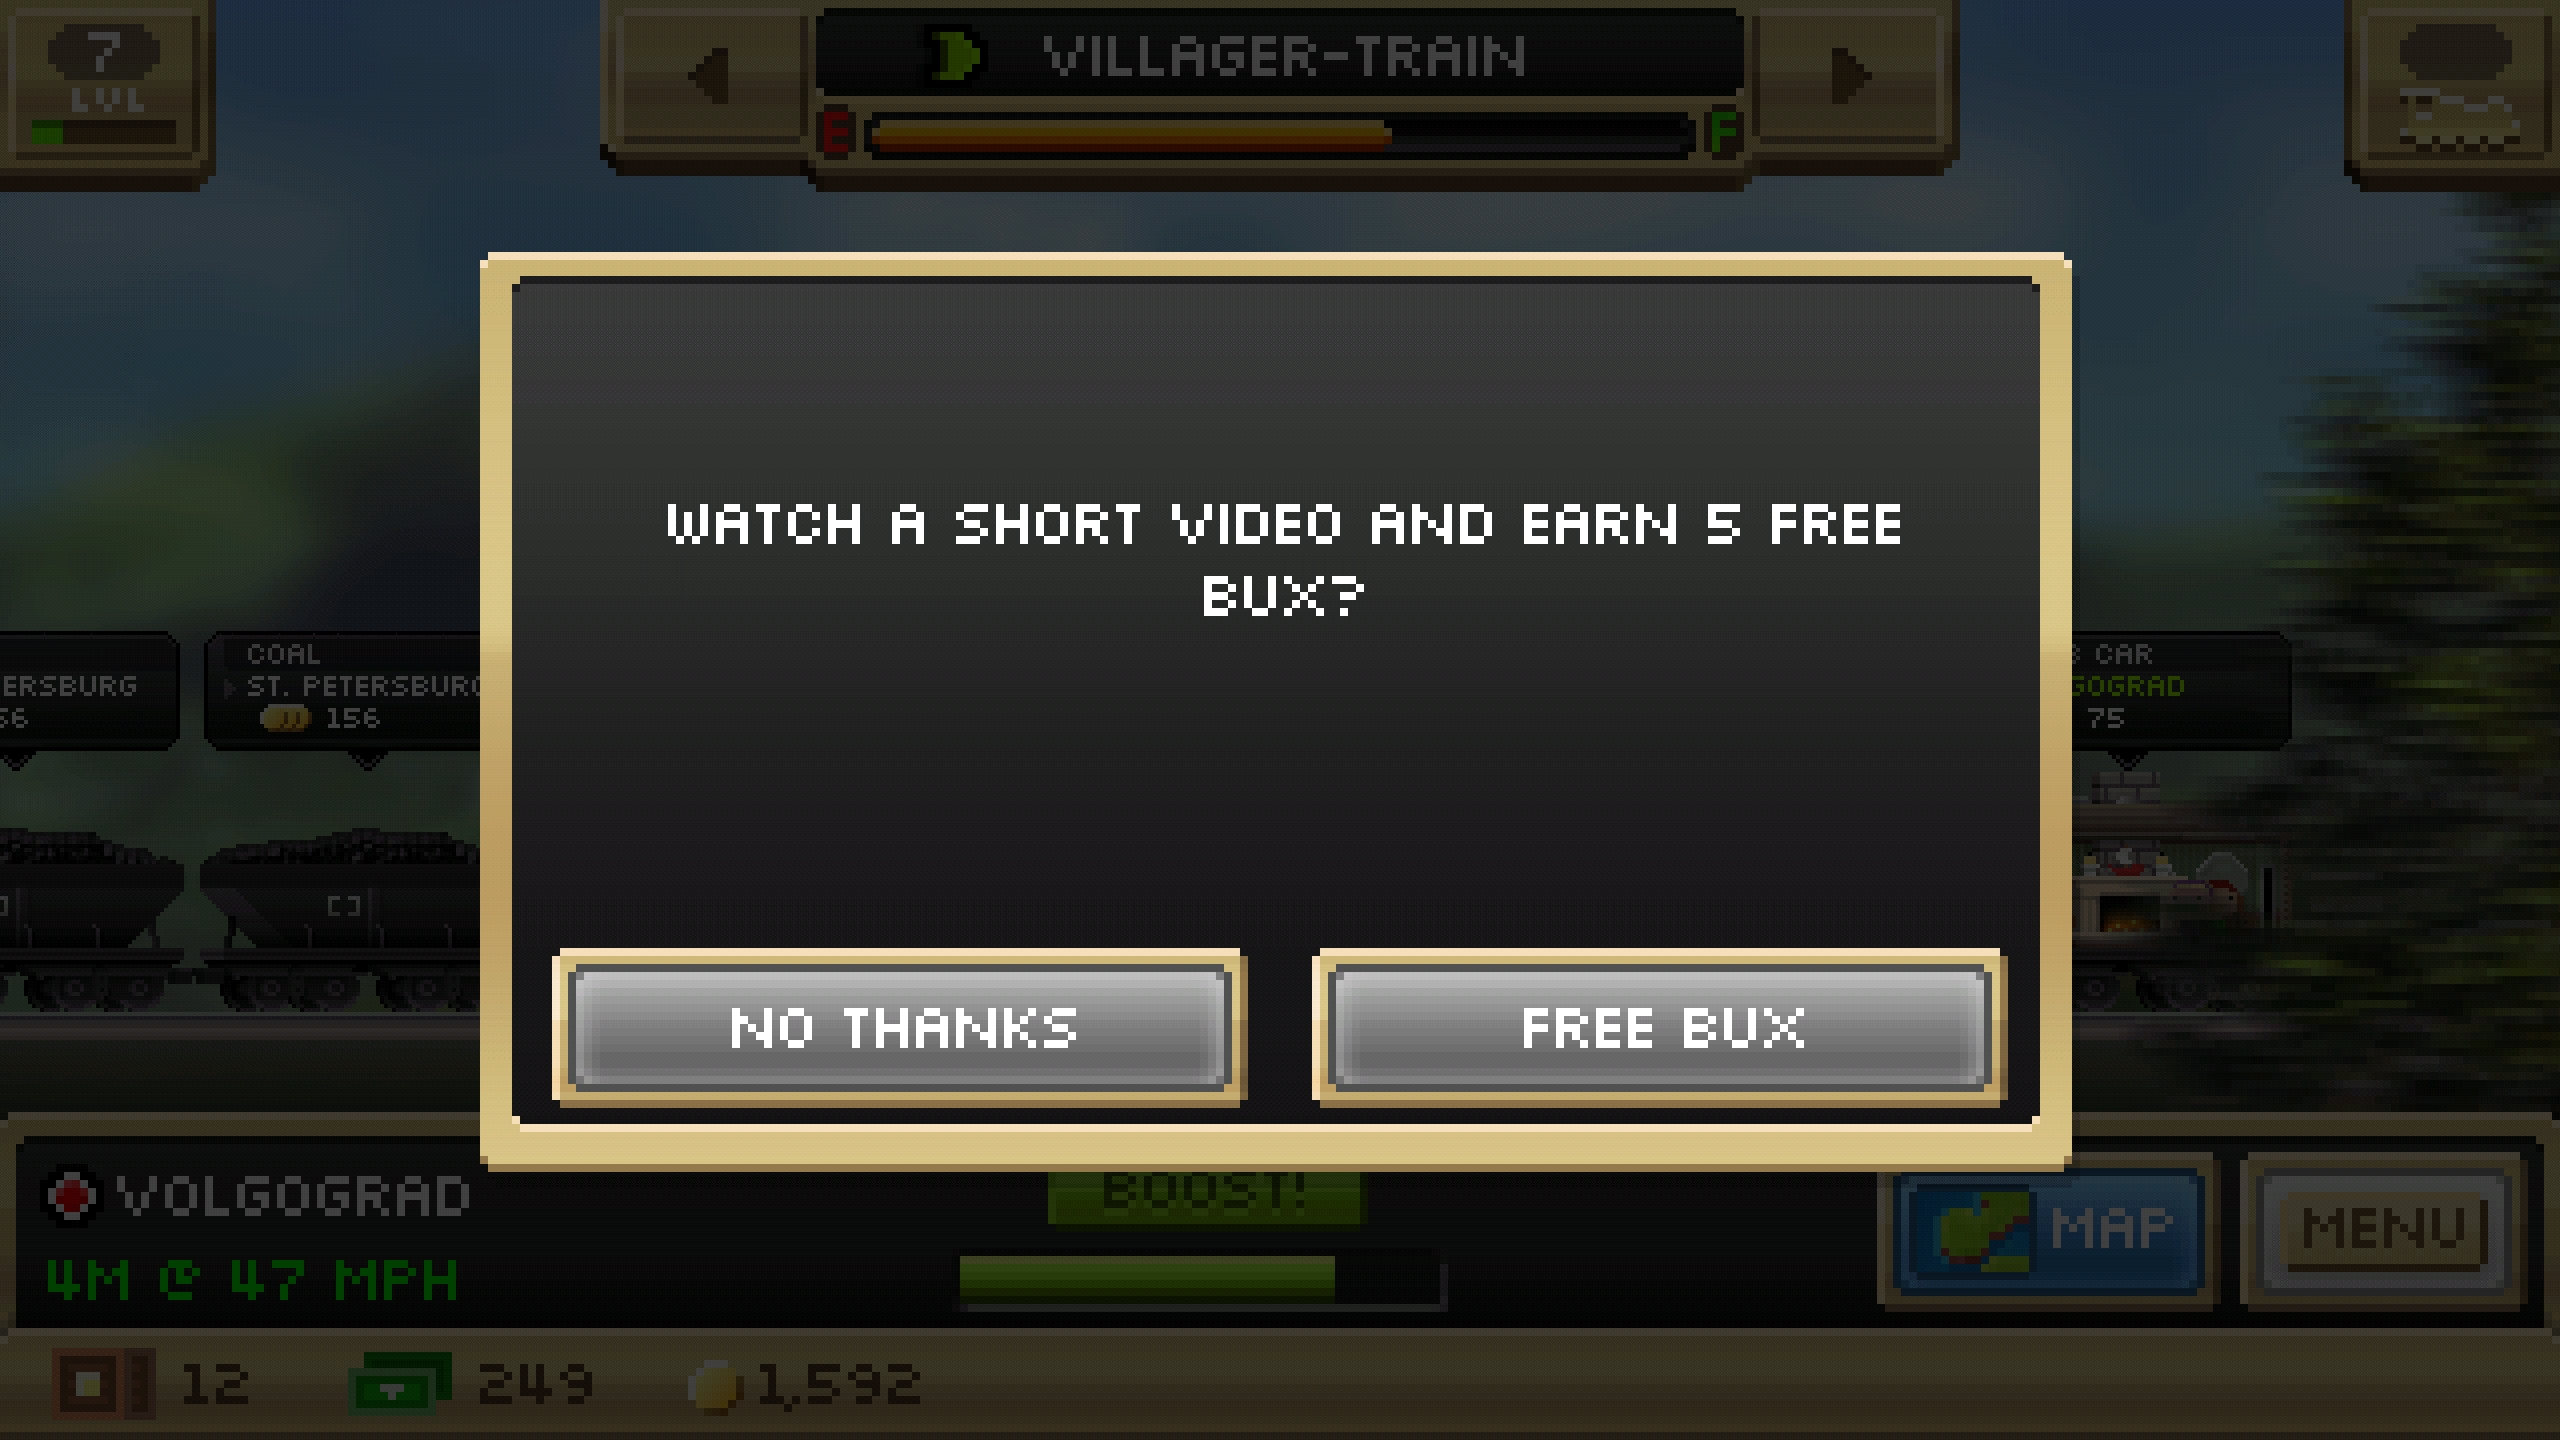 7
LVL
VILLAGER-TRAIN
E
F
WATCH A SHORT VIDEO AND EARN 5 FREE
BUX?
ERSBURG
56
COAL
ST. PETERSBURG
156
CAR
GOGRAD
75
NO THANKS
FREE BUX
VOLGOGRAD
4M @ 47 MPH
BOOST!
MAP
MENU
12
249
1,592